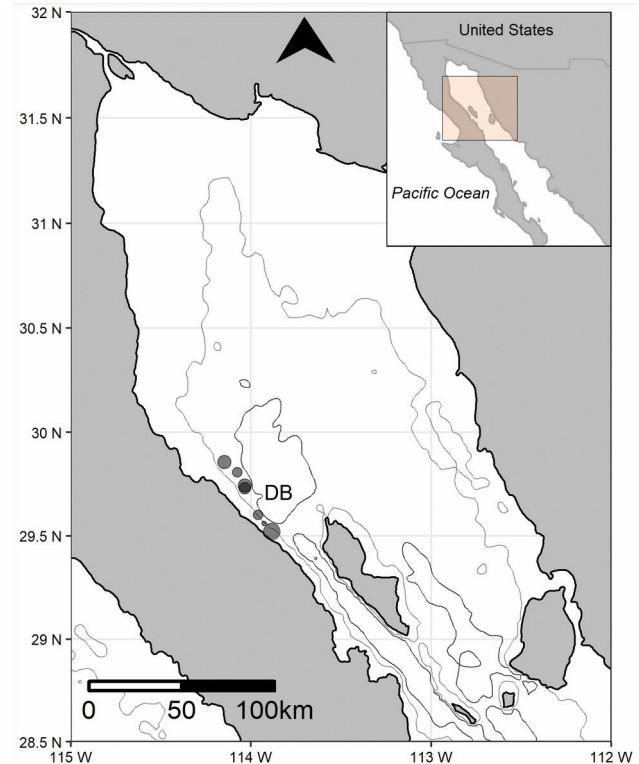 32 N
United States
31.5 N
Pacific Ocean
31 N
30.5 N
30 N
DB
29.5 N
29 N
0 50 100km
28.5 N
115 W 114 W 113 W 112 W